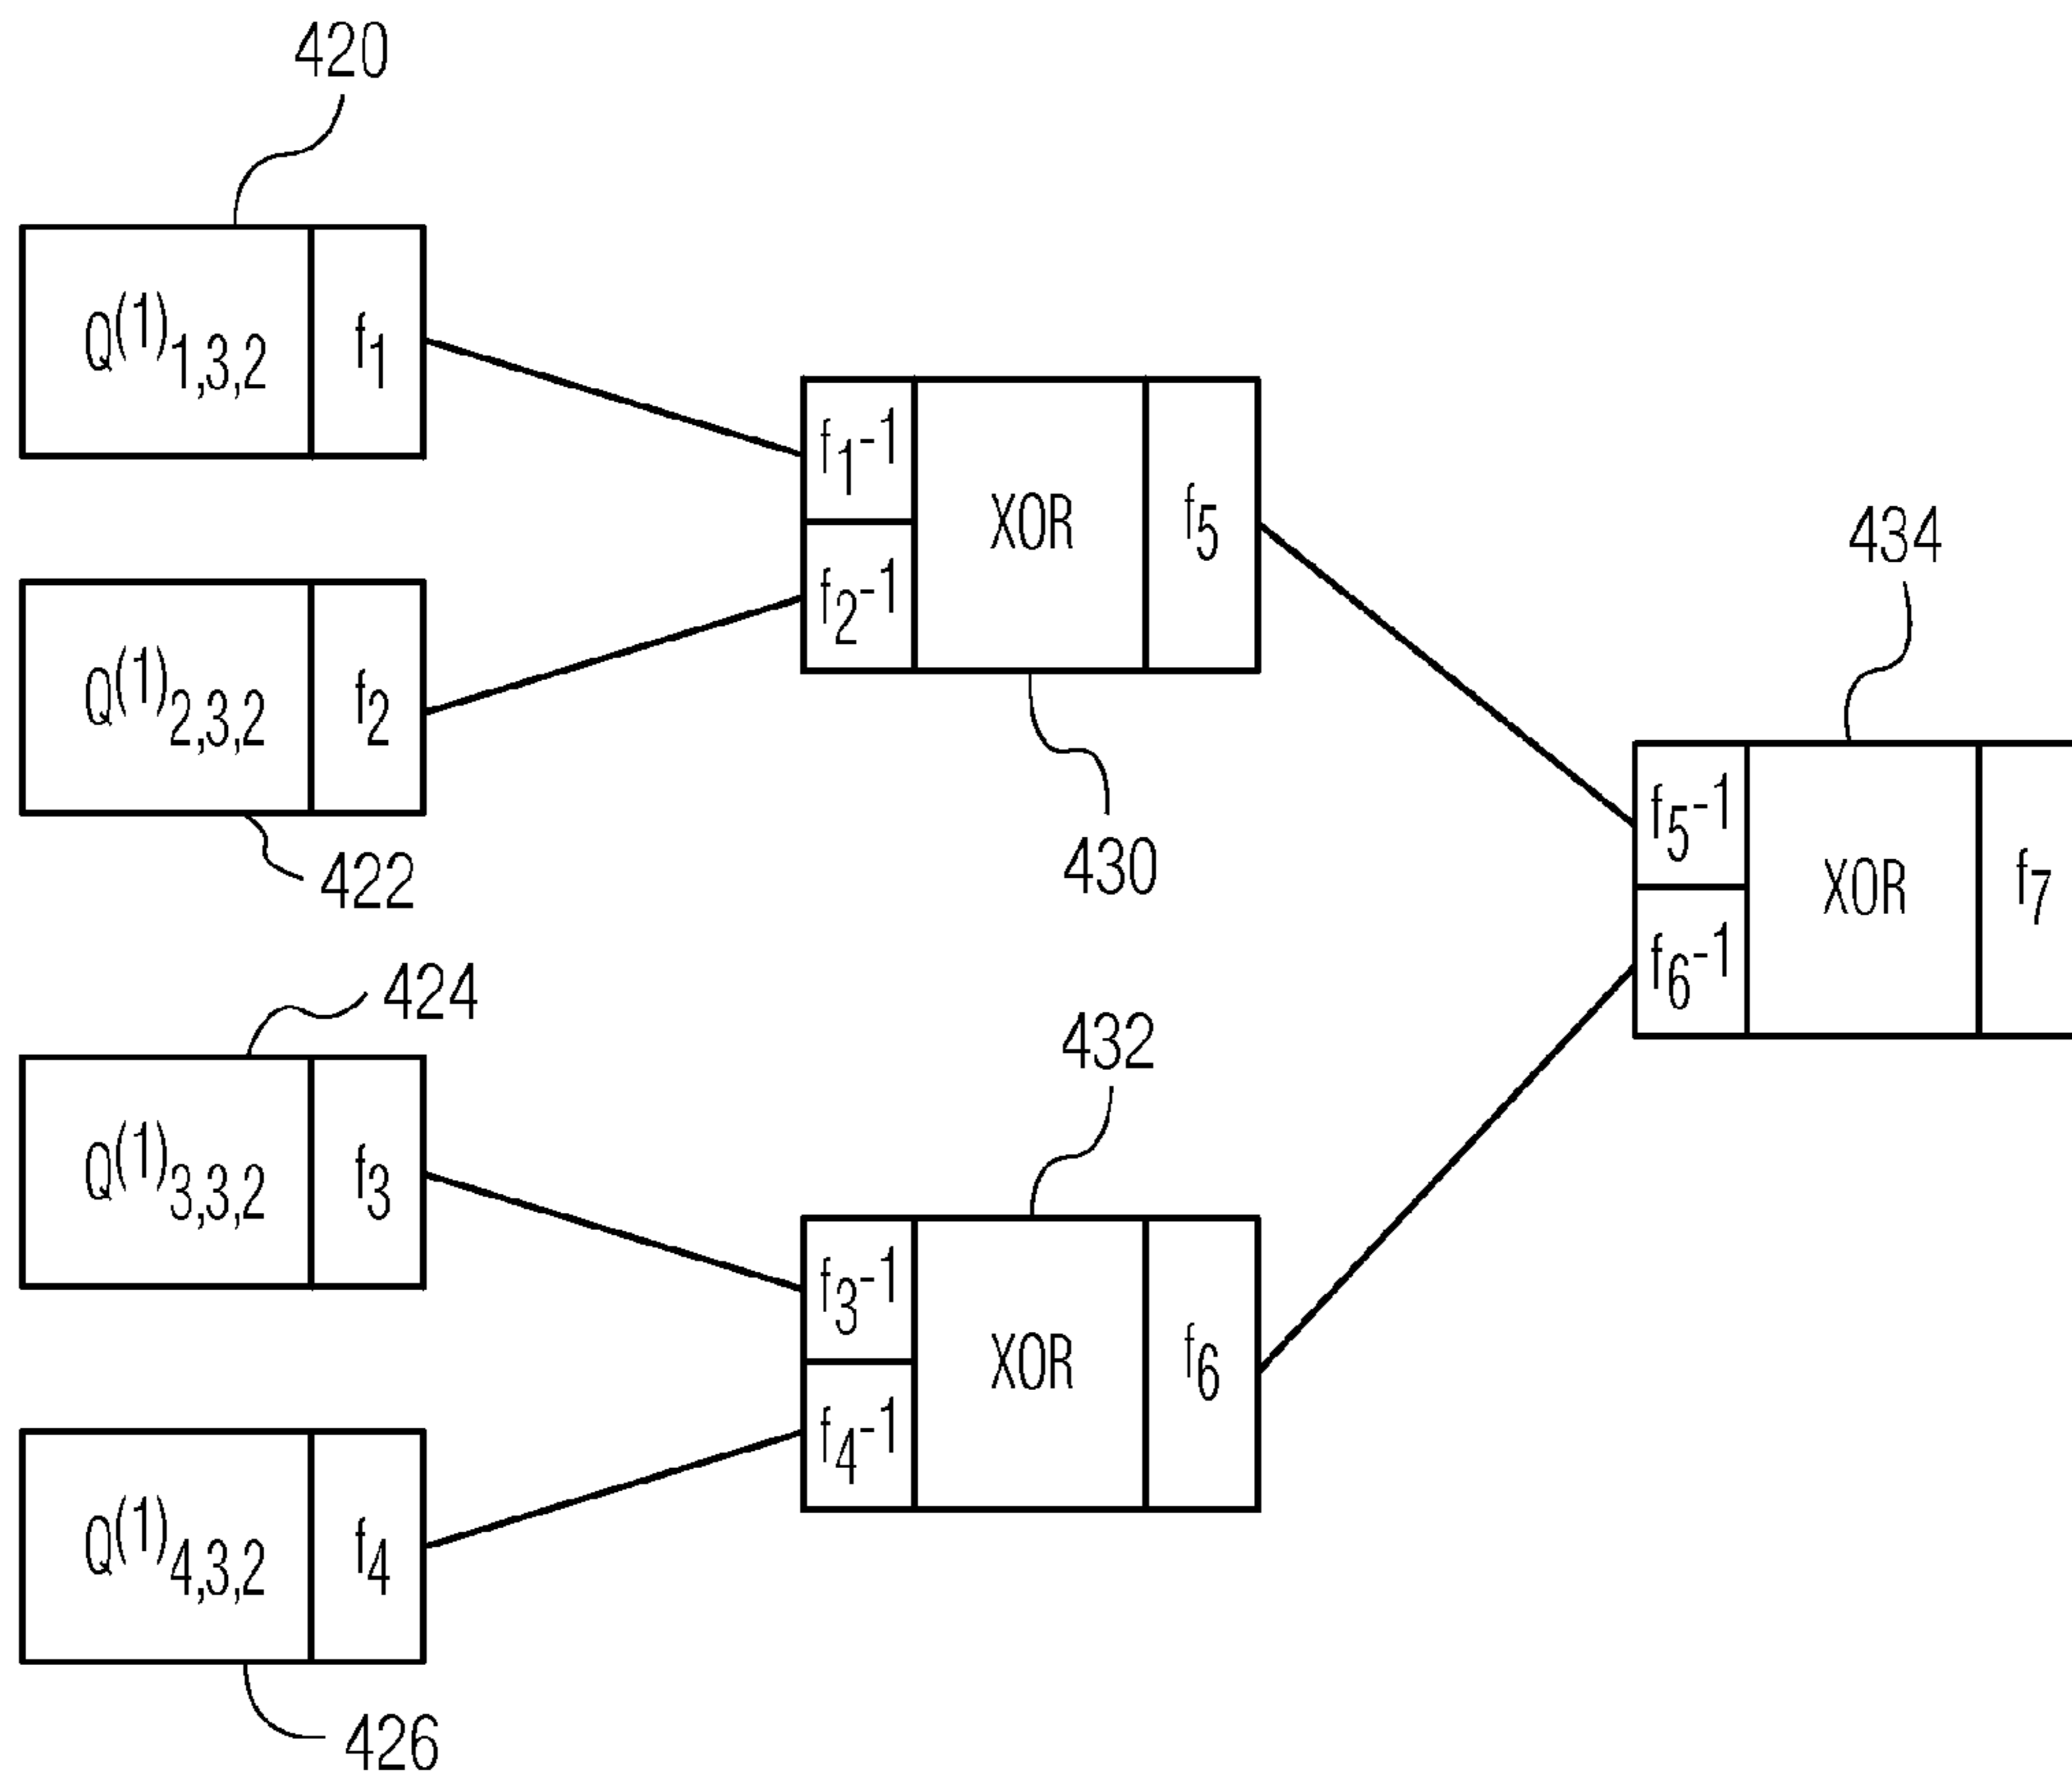 420
Q(1)1,3,2 f1
f1-1
f2-1
XOR
f5
Q(1)2,3,2 f2
422
430
434
f5-1
f6-1
XOR
f7
424
Q(1)3,3,2 f3
432
f3-1
f4-1
XOR
f6
Q(1)4,3,2 f4
426